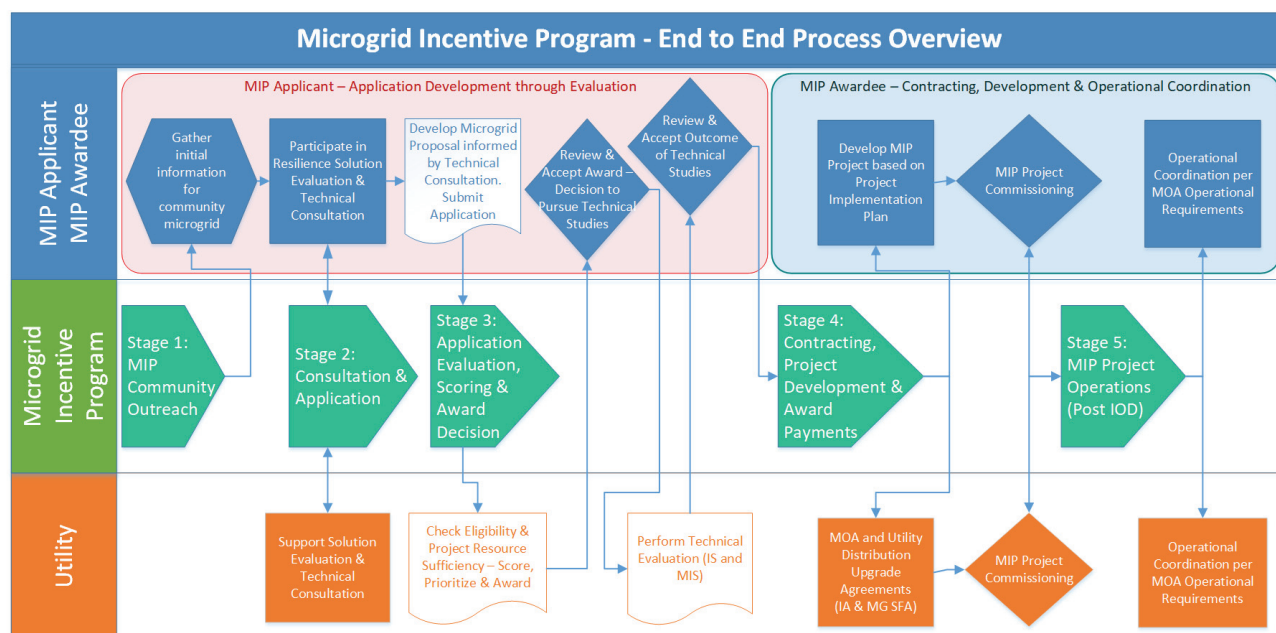 Microgrid Incentive Program - End to End Process Overview
MIP Applicant
MIP Awardee
MIP Applicant – Application Development through Evaluation
Gather
initial
information
for
community
microgrid
Participate in
Resilience Solution
Evaluation &
Technical
Consultation
Develop Microgrid
Proposal informed
by Technical
Consultation.
Submit
Application
Review &
Accept Award –
Decision to
Pursue Technical
Studies
Review &
Accept Outcome
of Technical
Studies
MIP Awardee – Contracting, Development & Operational Coordination
Develop MIP
Project based on
Project
Implementation
Plan
MIP Project
Commissioning
Operational
Coordination per
MOA Operational
Requirements
Microgrid
Incentive
Program
Stage 1:
MIP
Community
Outreach
Stage 2:
Consultation &
Application
Stage 3:
Application
Evaluation,
Scoring &
Award
Decision
Stage 4:
Contracting,
Project
Development &
Award
Payments
Stage 5:
MIP Project
Operations
(Post IOD)
Utility
Support Solution
Evaluation &
Technical
Consultation
Check Eligibility &
Project Resource
Sufficiency – Score,
Prioritize & Award
Perform Technical
Evaluation (IS and
MIS)
MOA and Utility
Distribution
Upgrade
Agreements
(IA & MG SFA)
MIP Project
Commissioning
Operational
Coordination per
MOA Operational
Requirements